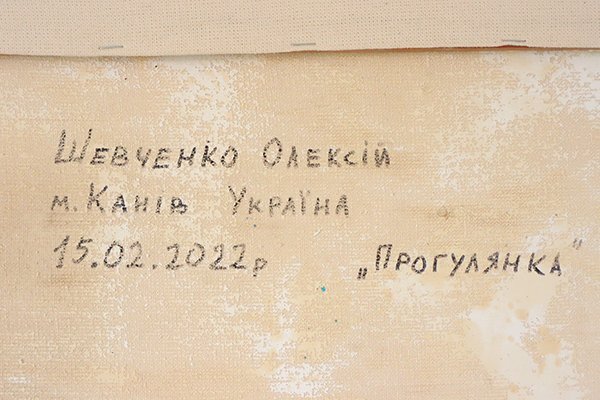 Шевченко Олексій
м. Канів Україна
15.02.2022р „Прогулянка"